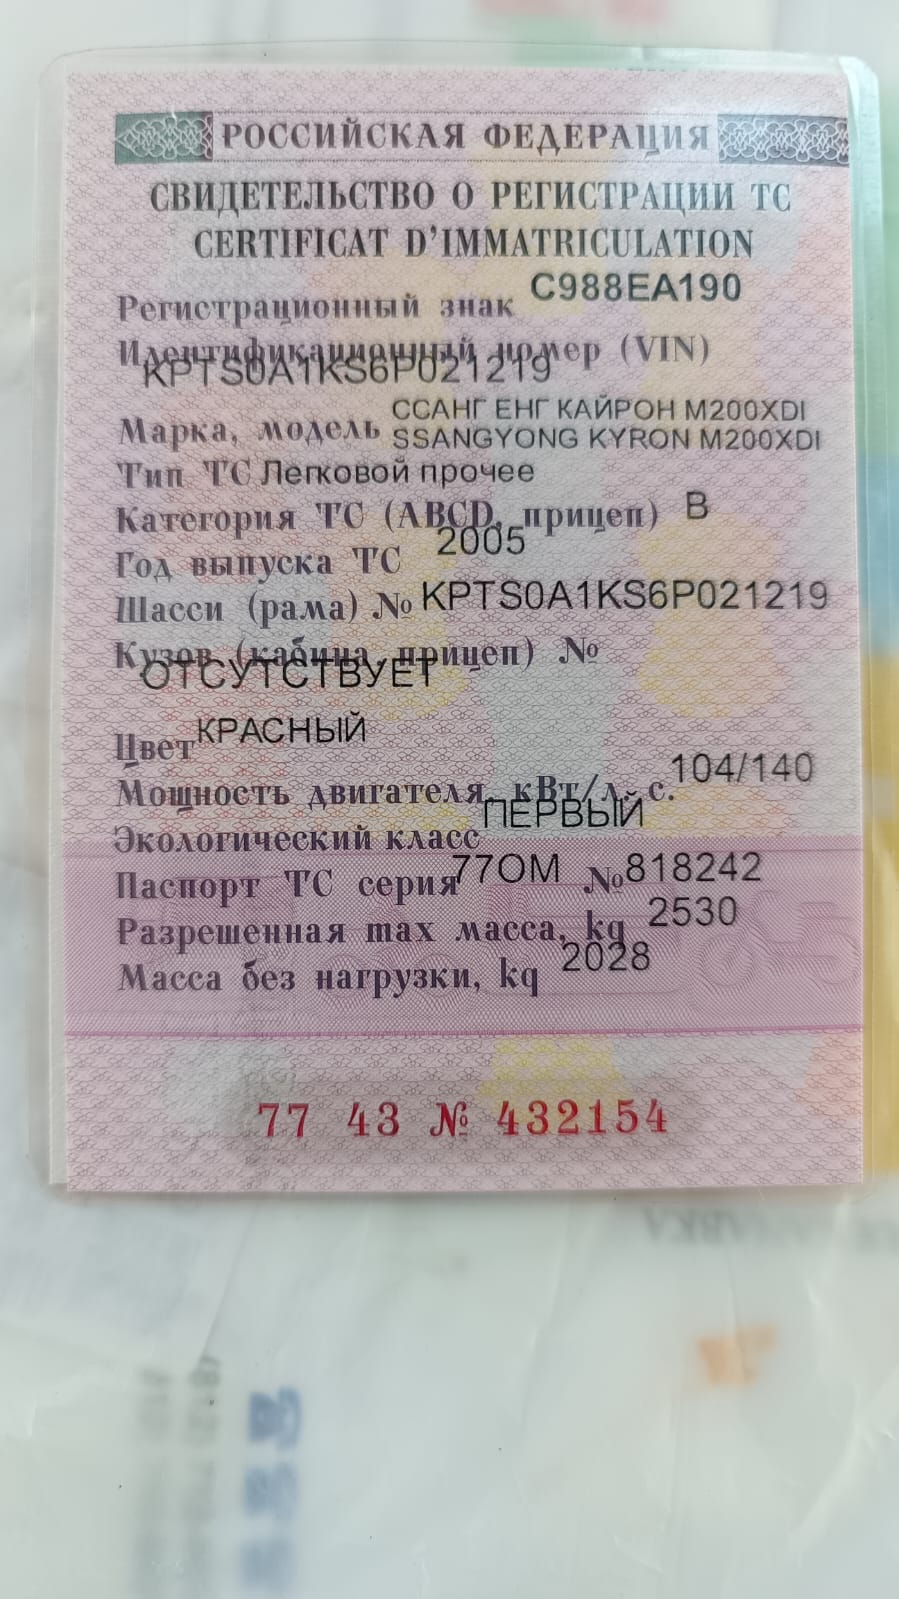 РОССИЙСКАЯ ФЕДЕРАЦИЯ
СВИДЕТЕЛЬСТВО О РЕГИСТРАЦИИ ТС
CERTIFICAT D'IMMATRICULATION
Регистрационный знак С988ЕА190
Идентификационный номер (VIN)
KPTS0A1KS6P021219
Марка, модель ССАНГ ЕНГ КАЙРОН М200XDI
SSANGYONG KYRON M200XDI
Тип ТС Легковой прочее
Категория ТС (ABCD, прицеп) В
Год выпуска ТС 2005
Шасси (рама) № KPTS0A1KS6P021219
Кузов (кабина, прицеп) №
ОТСУТСТВУЕТ
Цвет КРАСНЫЙ
Мощность двигателя, кВт/л. с. 104/140
Экологический класс ПЕРВЫЙ
Паспорт ТС серия 77ОМ № 818242
Разрешенная max масса, kg 2530
Масса без нагрузки, kg 2028
77 43 № 432154